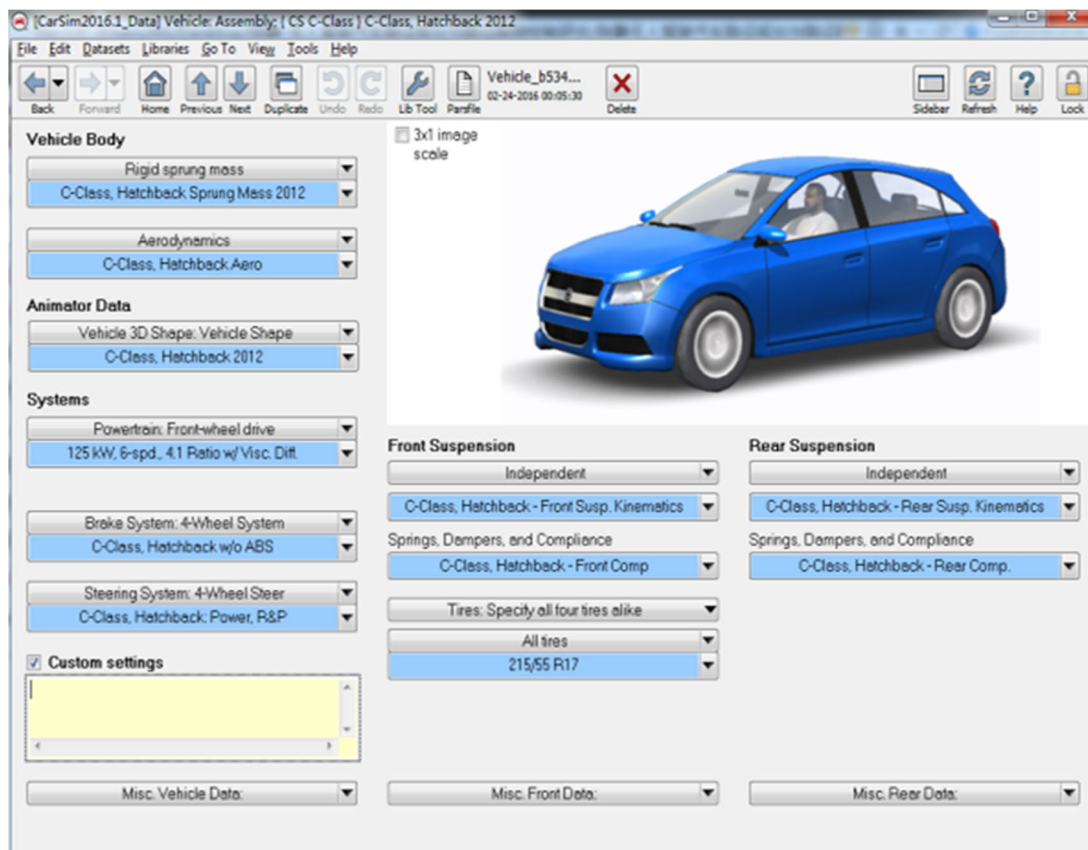 [CarSim2016.1_Data] Vehicle: Assembly; { CS C-Class } C-Class, Hatchback 2012
File Edit Datasets Libraries Go To View Tools Help
Vehicle_b534...
02-24-2016 00:05:30
Back Forward Home Previous Next Duplicate Undo Redo Lib Tool Parsfile Delete Sidebar Refresh Help Lock
Vehicle Body
Rigid sprung mass
C-Class, Hatchback Sprung Mass 2012
Aerodynamics
C-Class, Hatchback Aero
Animator Data
Vehicle 3D Shape: Vehicle Shape
C-Class, Hatchback 2012
Systems
Powertrain: Front-wheel drive
125 kW, 6-spd., 4.1 Ratio w/ Visc. Diff.
Brake System: 4-Wheel System
C-Class, Hatchback w/o ABS
Steering System: 4-Wheel Steer
C-Class, Hatchback: Power, R&P
Custom settings
Misc. Vehicle Data:
3x1 image
scale
Front Suspension
Independent
C-Class, Hatchback - Front Susp. Kinematics
Springs, Dampers, and Compliance
C-Class, Hatchback - Front Comp
Tires: Specify all four tires alike
All tires
215/55 R17
Misc. Front Data:
Rear Suspension
Independent
C-Class, Hatchback - Rear Susp. Kinematics
Springs, Dampers, and Compliance
C-Class, Hatchback - Rear Comp.
Misc. Rear Data: